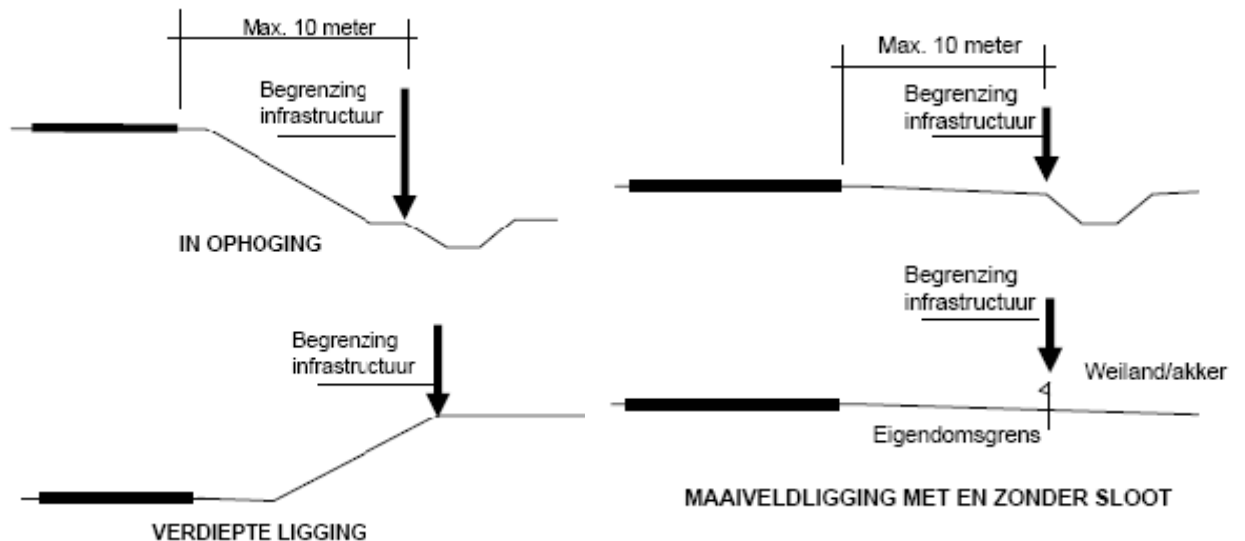 Max. 10 meter
Begrenzing
infrastructuur
IN OPHOGING
Begrenzing
infrastructuur
VERDIEPTE LIGGING
Max. 10 meter
Begrenzing
infrastructuur
Begrenzing
infrastructuur
Weiland/akker
Eigendomsgrens
MAAIVELDLIGGING MET EN ZONDER SLOOT